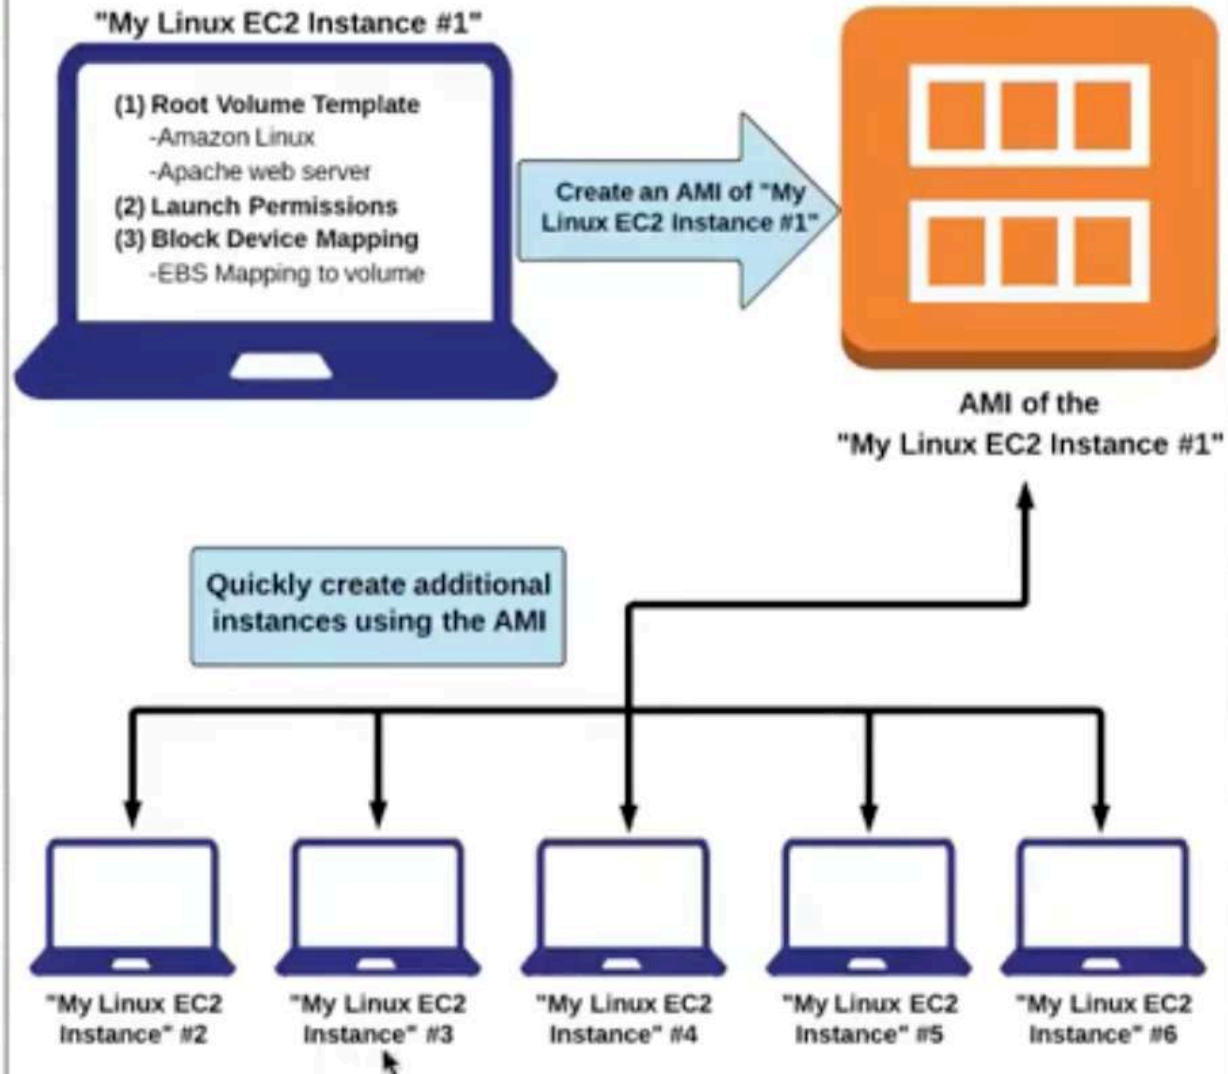 "My Linux EC2 Instance #1"
(1) Root Volume Template
-Amazon Linux
-Apache web server
(2) Launch Permissions
(3) Block Device Mapping
-EBS Mapping to volume
Create an AMI of "My
Linux EC2 Instance #1"
AMI of the
"My Linux EC2 Instance #1"
Quickly create additional
instances using the AMI
"My Linux EC2
Instance" #2
"My Linux EC2
Instance" #3
"My Linux EC2
Instance" #4
"My Linux EC2
Instance" #5
"My Linux EC2
Instance" #6